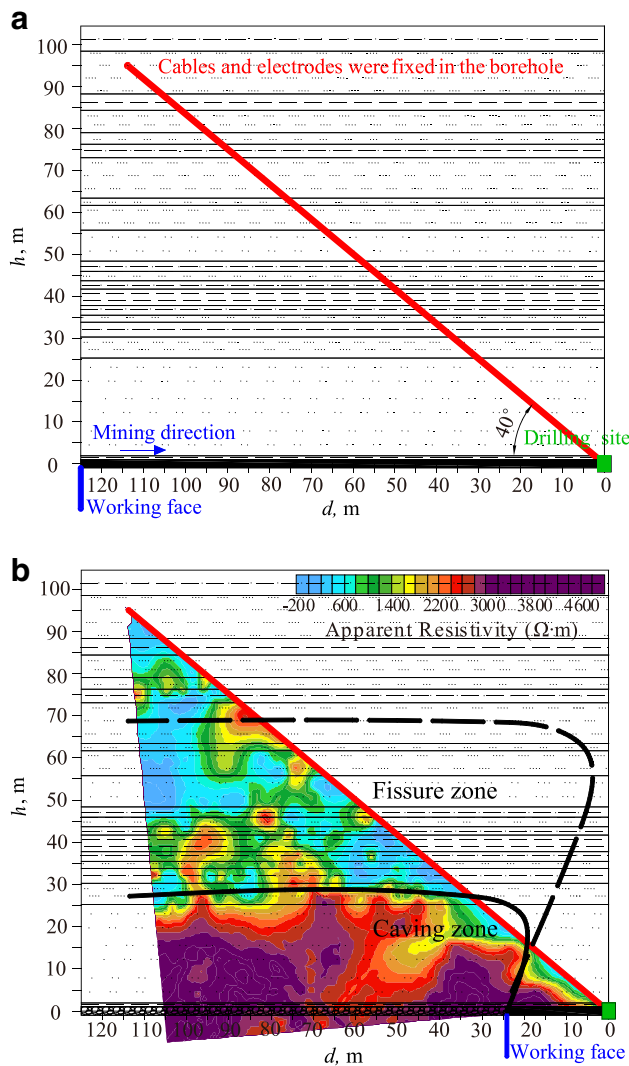 a
100
Cables and electrodes were fixed in the borehole
90
80
70
60
50
40
30
20
10
0
h, m
40°
Mining direction
Drilling site
120 110 100 90 80 70 60 50 40 30 20 10 0
d, m
Working face
b
100
90
80
70
60
50
40
30
20
10
0
h, m
-200 600 1400 2200 3000 3800 4600
Apparent Resistivity (Ω·m)
Fissure zone
Caving zone
120 110 100 90 80 70 60 50 40 30 20 10 0
d, m
Working face